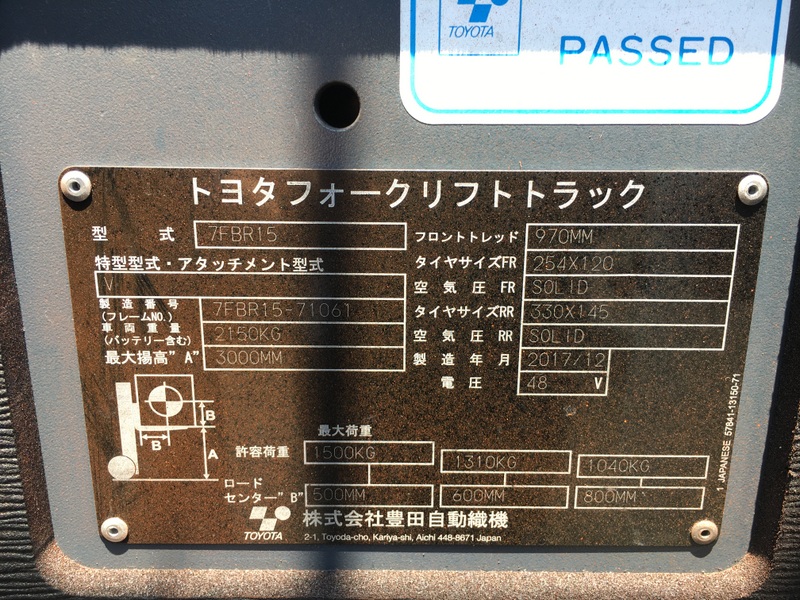 TOYOTA
PASSED
トヨタフォークリフトトラック
型 式 7FBR15
特型型式・アタッチメント型式
V
製造番号
(フレームNO.) 7FBR15-71061
車両重量
(バッテリー含む) 2150KG
最大揚高"A" 3000MM
フロントトレッド 970MM
タイヤサイズFR 254X120
空気圧 FR SOLID
タイヤサイズRR 330X145
空気圧 RR SOLID
製造年月 2017/12
電圧 48 V
B
B
A
最大荷重
許容荷重 1500KG 1310KG 1040KG
ロード
センター"B" 500MM 600MM 800MM
TOYOTA 株式会社豊田自動織機
2-1, Toyoda-cho, Kariya-shi, Aichi 448-8671 Japan
1 JAPANESE 57841-13150-71